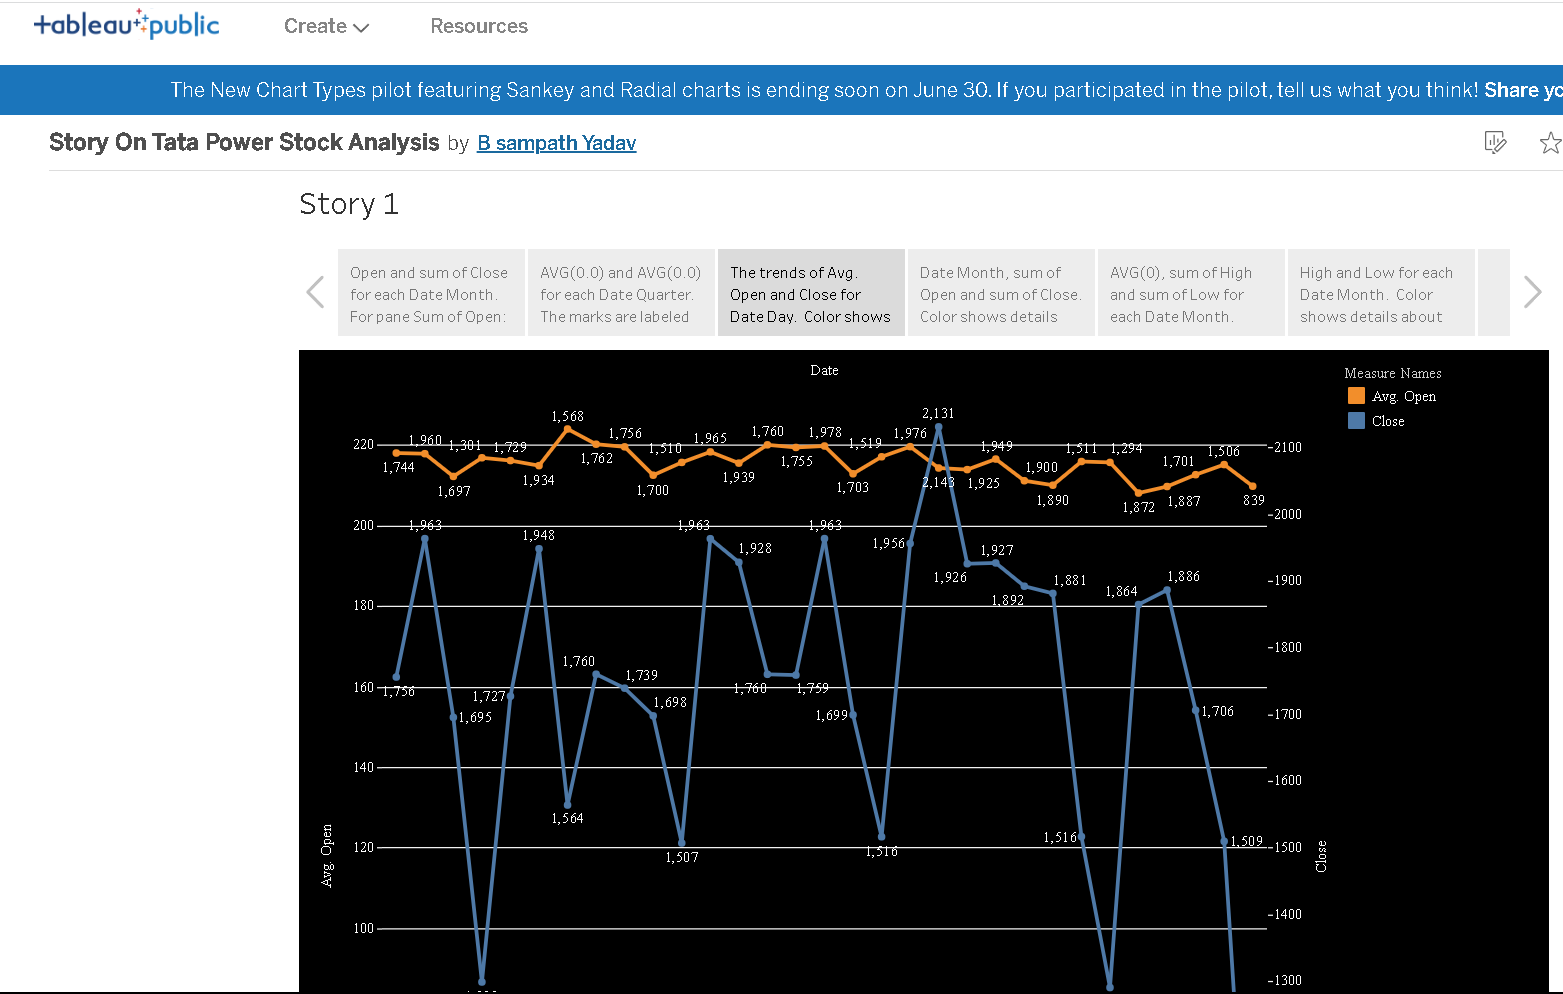 +ableau+public
Create
Resources
The New Chart Types pilot featuring Sankey and Radial charts is ending soon on June 30. If you participated in the pilot, tell us what you think! Share yo
Story On Tata Power Stock Analysis by B sampath Yadav
Story 1
Open and sum of Close
for each Date Month.
For pane Sum of Open:
AVG(0.0) and AVG(0.0)
for each Date Quarter.
The marks are labeled
The trends of Avg.
Open and Close for
Date Day.  Color shows
Date Month, sum of
Open and sum of Close.
Color shows details
AVG(0), sum of High
and sum of Low for
each Date Month.
High and Low for each
Date Month.  Color
shows details about
Date
Measure Names
Avg. Open
Close
2,131
1,568
1,960 1,301 1,729 1,756 1,510 1,965 1,760 1,978 1,519 1,976 1,949 1,511 1,294 1,506
220
2100
1,744 1,697 1,934 1,762 1,700 1,939 1,755 1,703 2,143 1,925 1,900 1,890 1,872 1,701 1,887 839
200
2000
1,963 1,948 1,963 1,928 1,963 1,956 1,926 1,927
1,892 1,881 1,864 1,886
1900
180
1800
1,760 1,739
160
1,756 1,727 1,695 1,698 1,760 1,759 1,699 1,706
1700
140
1600
1,564
1,516 1,509
120
1500
1,507 1,516
Avg. Open
Close
1400
100
1300